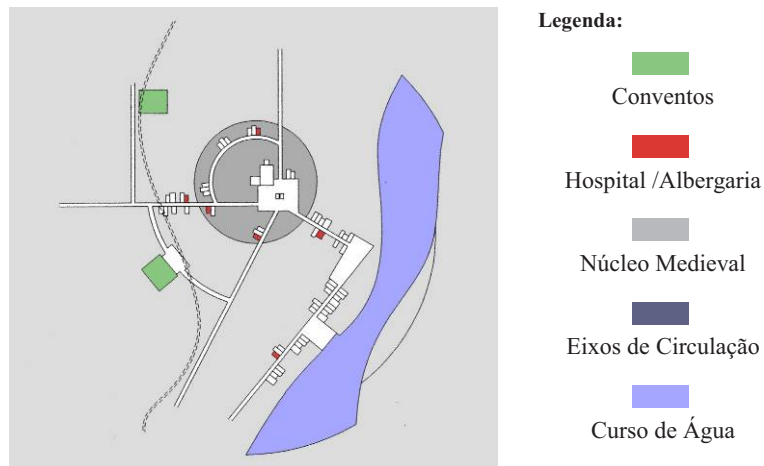 Legenda:
Conventos
Hospital /Albergaria
Núcleo Medieval
Eixos de Circulação
Curso de Água